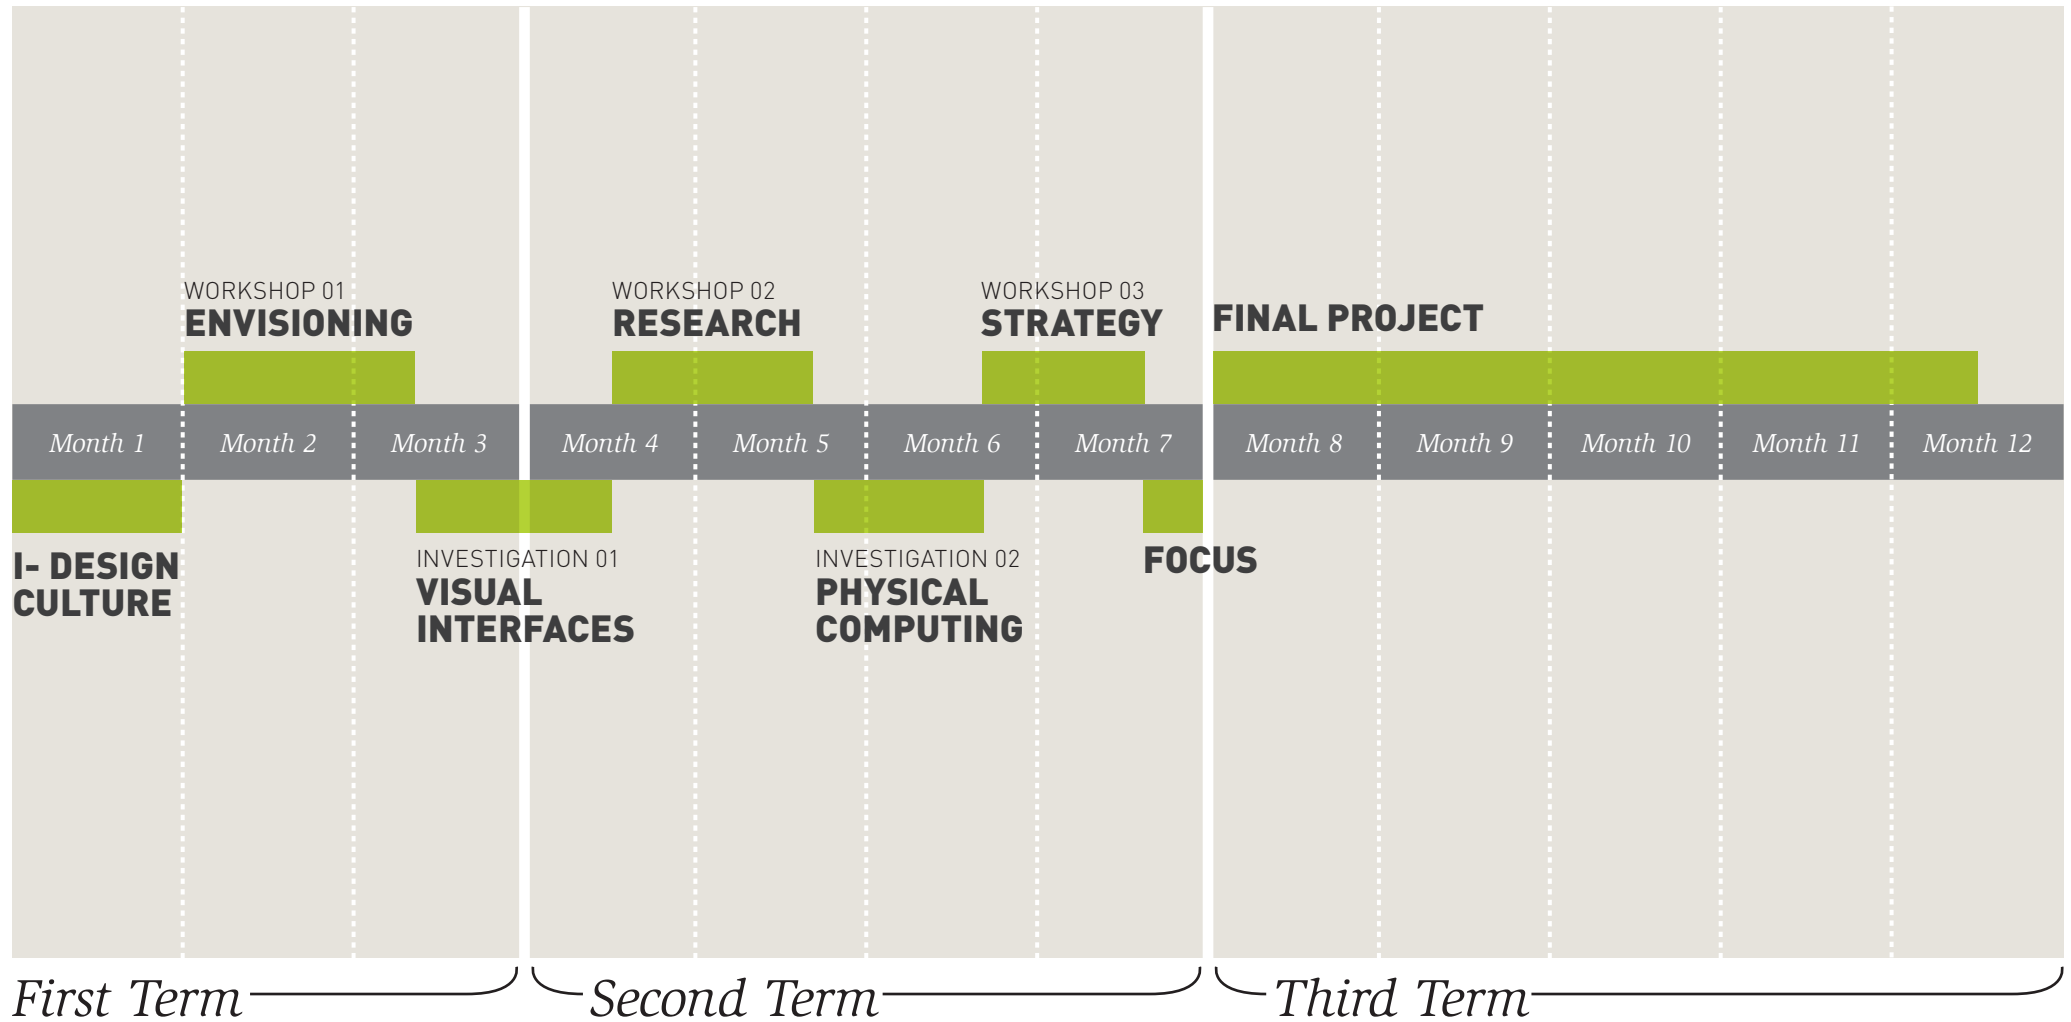 WORKSHOP 01
ENVISIONING
WORKSHOP 02
RESEARCH
WORKSHOP 03
STRATEGY
FINAL PROJECT
Month 1
Month 2
Month 3
Month 4
Month 5
Month 6
Month 7
Month 8
Month 9
Month 10
Month 11
Month 12
I- DESIGN
CULTURE
INVESTIGATION 01
VISUAL
INTERFACES
INVESTIGATION 02
PHYSICAL
COMPUTING
FOCUS
First Term
Second Term
Third Term